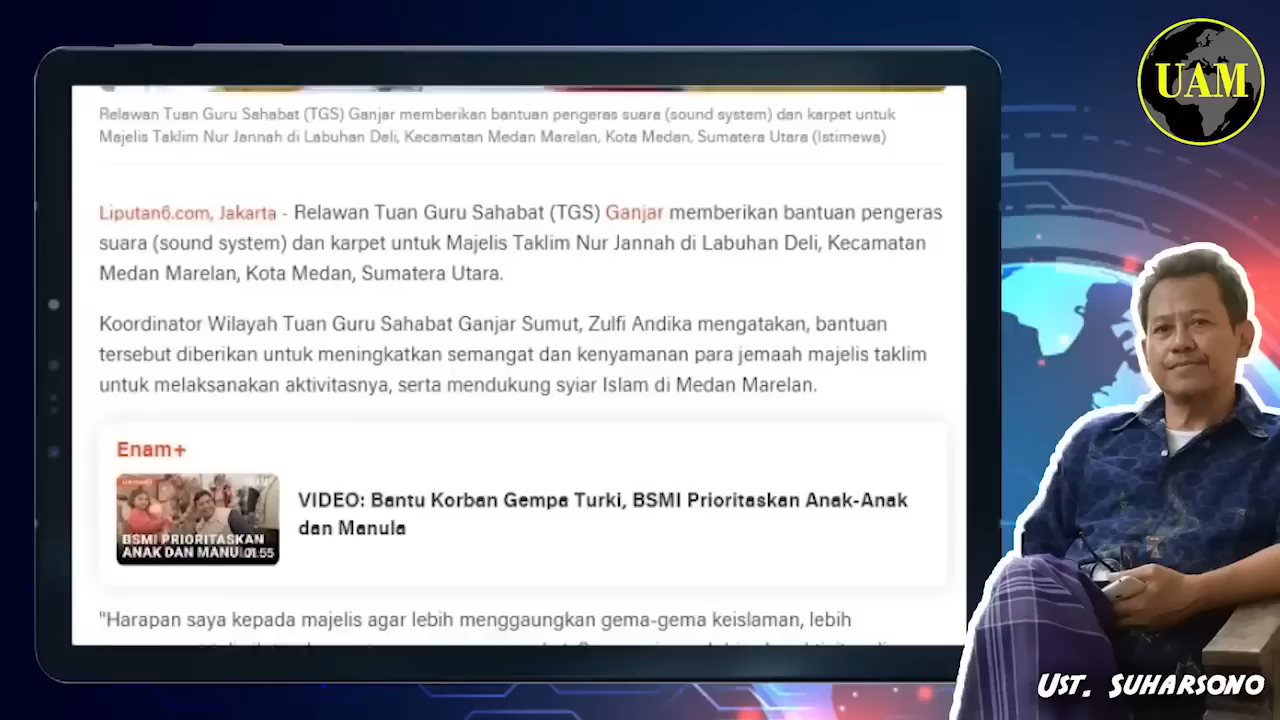 UAM
Relawan Tuan Guru Sahabat (TGS) Ganjar memberikan bantuan pengeras suara (sound system) dan karpet untuk
Majelis Taklim Nur Jannah di Labuhan Deli, Kecamatan Medan Marelan, Kota Medan, Sumatera Utara (Istimewa)
Liputan6.com, Jakarta - Relawan Tuan Guru Sahabat (TGS) Ganjar memberikan bantuan pengeras
suara (sound system) dan karpet untuk Majelis Taklim Nur Jannah di Labuhan Deli, Kecamatan
Medan Marelan, Kota Medan, Sumatera Utara.
Koordinator Wilayah Tuan Guru Sahabat Ganjar Sumut, Zulfi Andika mengatakan, bantuan
tersebut diberikan untuk meningkatkan semangat dan kenyamanan para jemaah majelis taklim
untuk melaksanakan aktivitasnya, serta mendukung syiar Islam di Medan Marelan.
Enam+
VIDEO: Bantu Korban Gempa Turki, BSMI Prioritaskan Anak-Anak
dan Manula
BSMI PRIORITASKAN
ANAK DAN MANU
01:55
"Harapan saya kepada majelis agar lebih menggaungkan gema-gema keislaman, lebih
UST. SUHARSONO